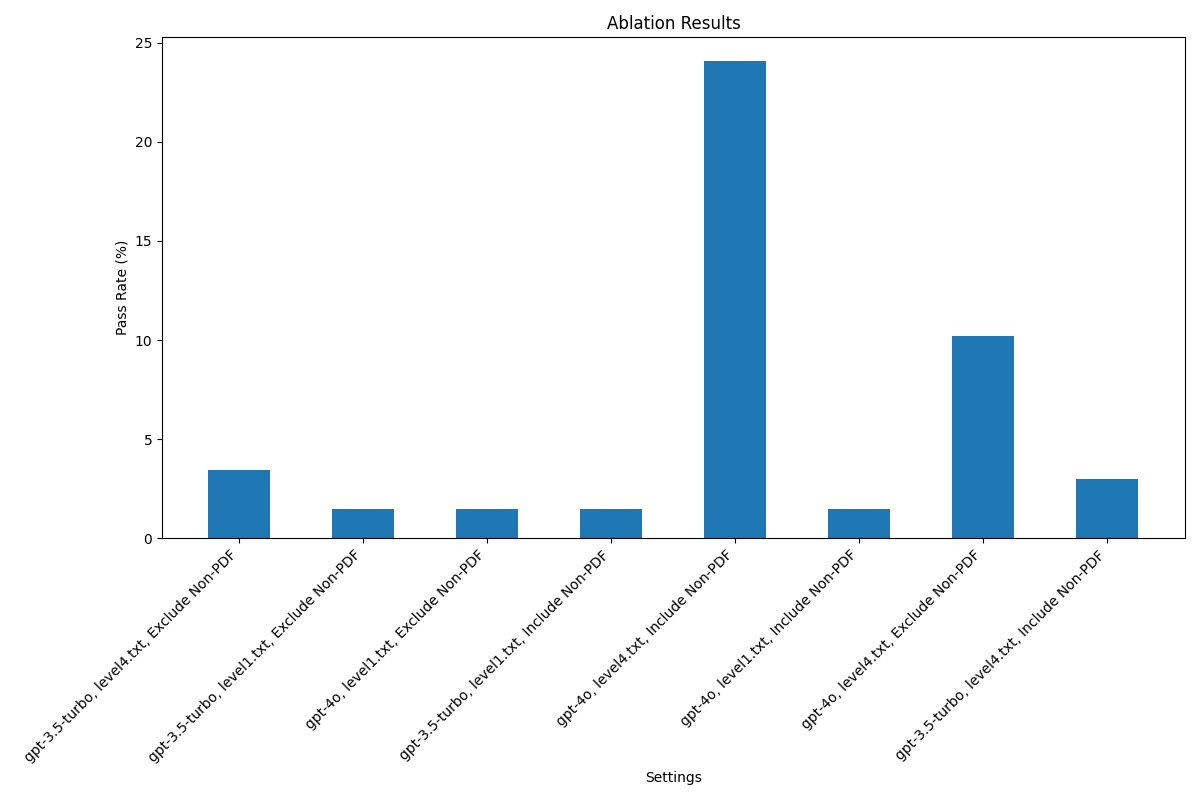 Ablation Results
Pass Rate (%)
25
20
15
10
5
0
gpt-3.5-turbo, level4.txt, Exclude Non-PDF
gpt-3.5-turbo, level1.txt, Exclude Non-PDF
gpt-4o, level1.txt, Exclude Non-PDF
gpt-3.5-turbo, level1.txt, Include Non-PDF
gpt-4o, level4.txt, Include Non-PDF
gpt-4o, level1.txt, Include Non-PDF
gpt-4o, level4.txt, Exclude Non-PDF
gpt-3.5-turbo, level4.txt, Include Non-PDF
Settings